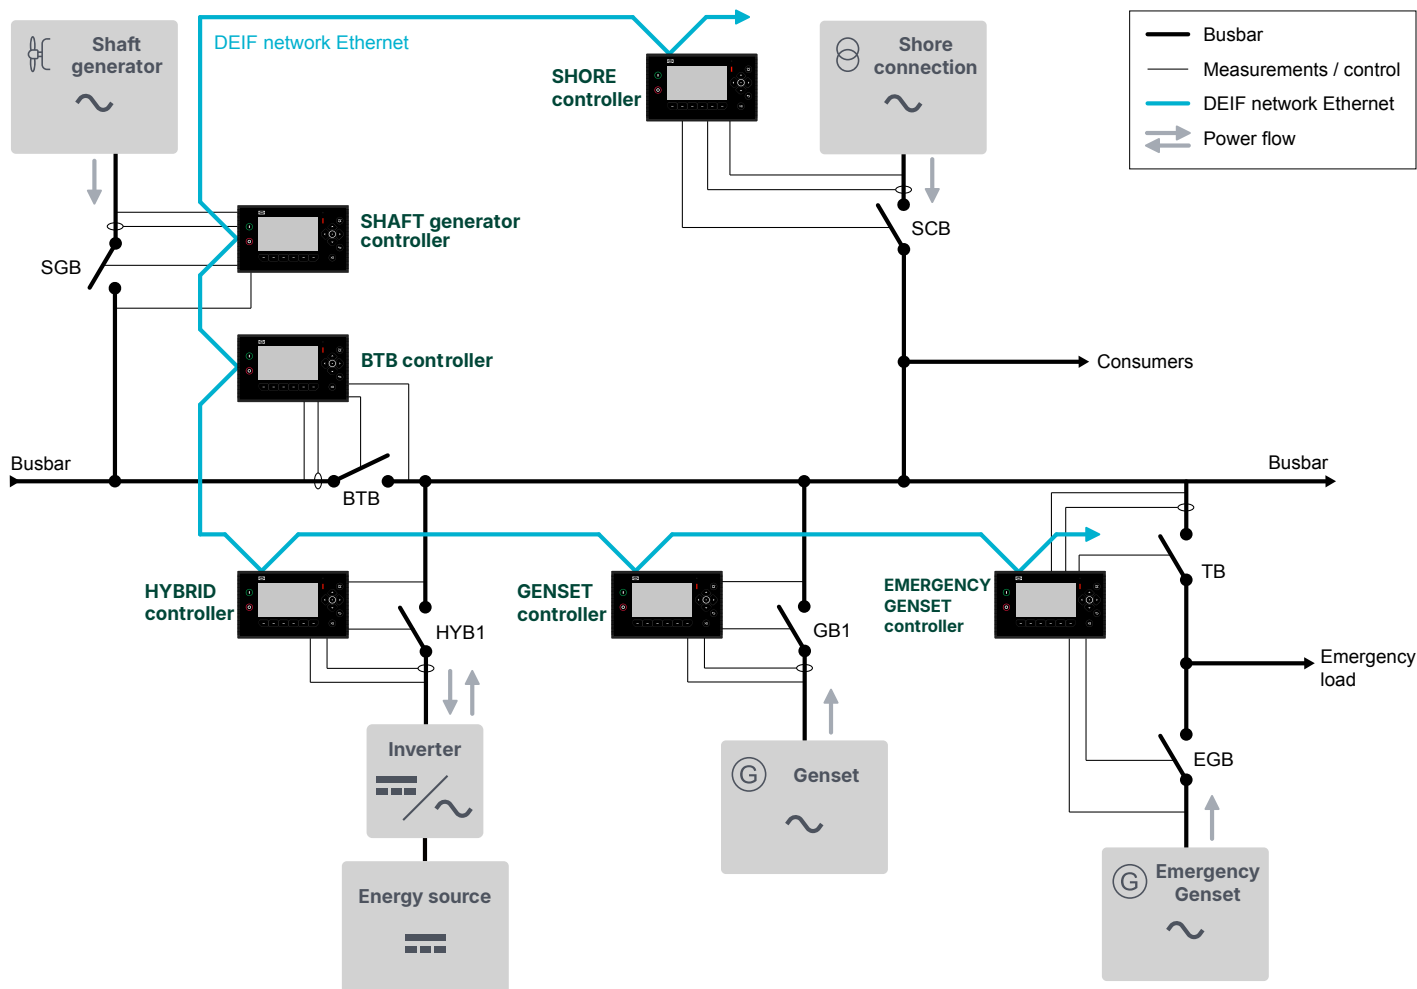 Shaft
generator
DEIF network Ethernet
SHORE
controller
Shore
connection
Busbar
Measurements / control
DEIF network Ethernet
Power flow
SHAFT generator
controller
SGB
SCB
BTB controller
Consumers
Busbar
BTB
Busbar
HYBRID
controller
HYB1
GENSET
controller
GB1
EMERGENCY
GENSET
controller
TB
Emergency
load
Inverter
G
Genset
EGB
Energy source
G
Emergency
Genset